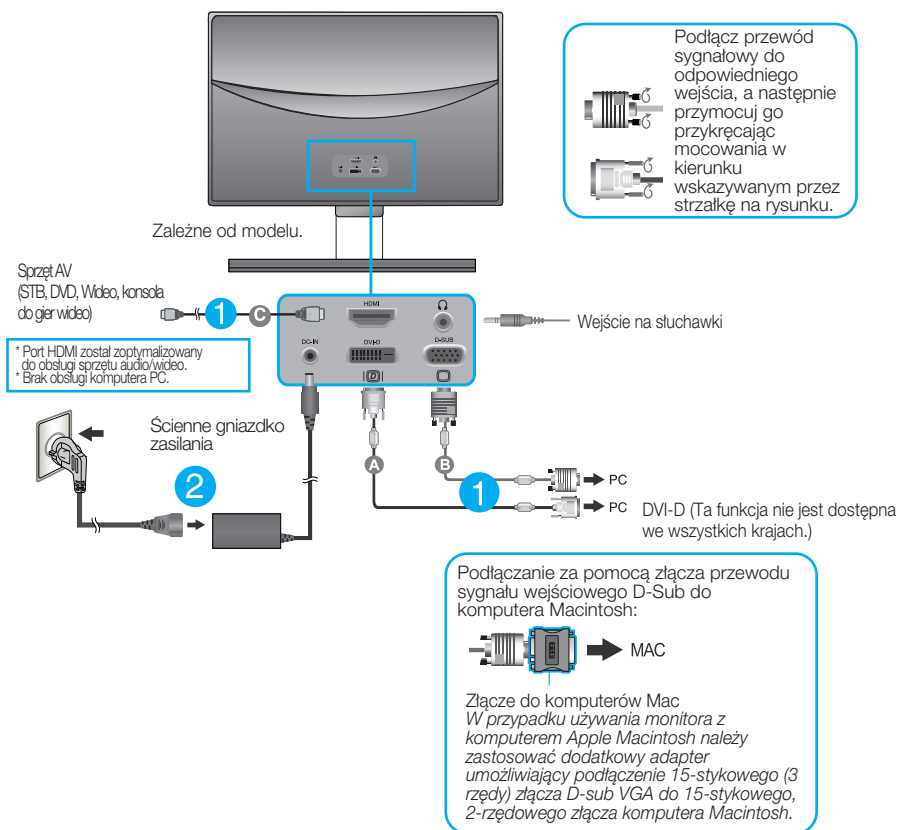 Podłącz przewód
sygnałowy do
odpowiedniego
wejścia, a następnie
przymocuj go
przykręcając
mocowania w
kierunku
wskazywanym przez
strzałkę na rysunku.
Zależne od modelu.
Sprzęt AV
(STB, DVD, Wideo, konsola
do gier wideo)
1
C
HDMI
DC-IN
DVI-D
D-SUB
Wejście na słuchawki
* Port HDMI został zoptymalizowany
do obsługi sprzętu audio/wideo.
* Brak obsługi komputera PC.
Ścienne gniazdko
zasilania
2
D
A
B
1
PC
PC
DVI-D (Ta funkcja nie jest dostępna
we wszystkich krajach.)
Podłączanie za pomocą złącza przewodu
sygnału wejściowego D-Sub do
komputera Macintosh:
MAC
Złącze do komputerów Mac
W przypadku używania monitora z
komputerem Apple Macintosh należy
zastosować dodatkowy adapter
umożliwiający podłączenie 15-stykowego (3
rzędy) złącza D-sub VGA do 15-stykowego,
2-rzędowego złącza komputera Macintosh.